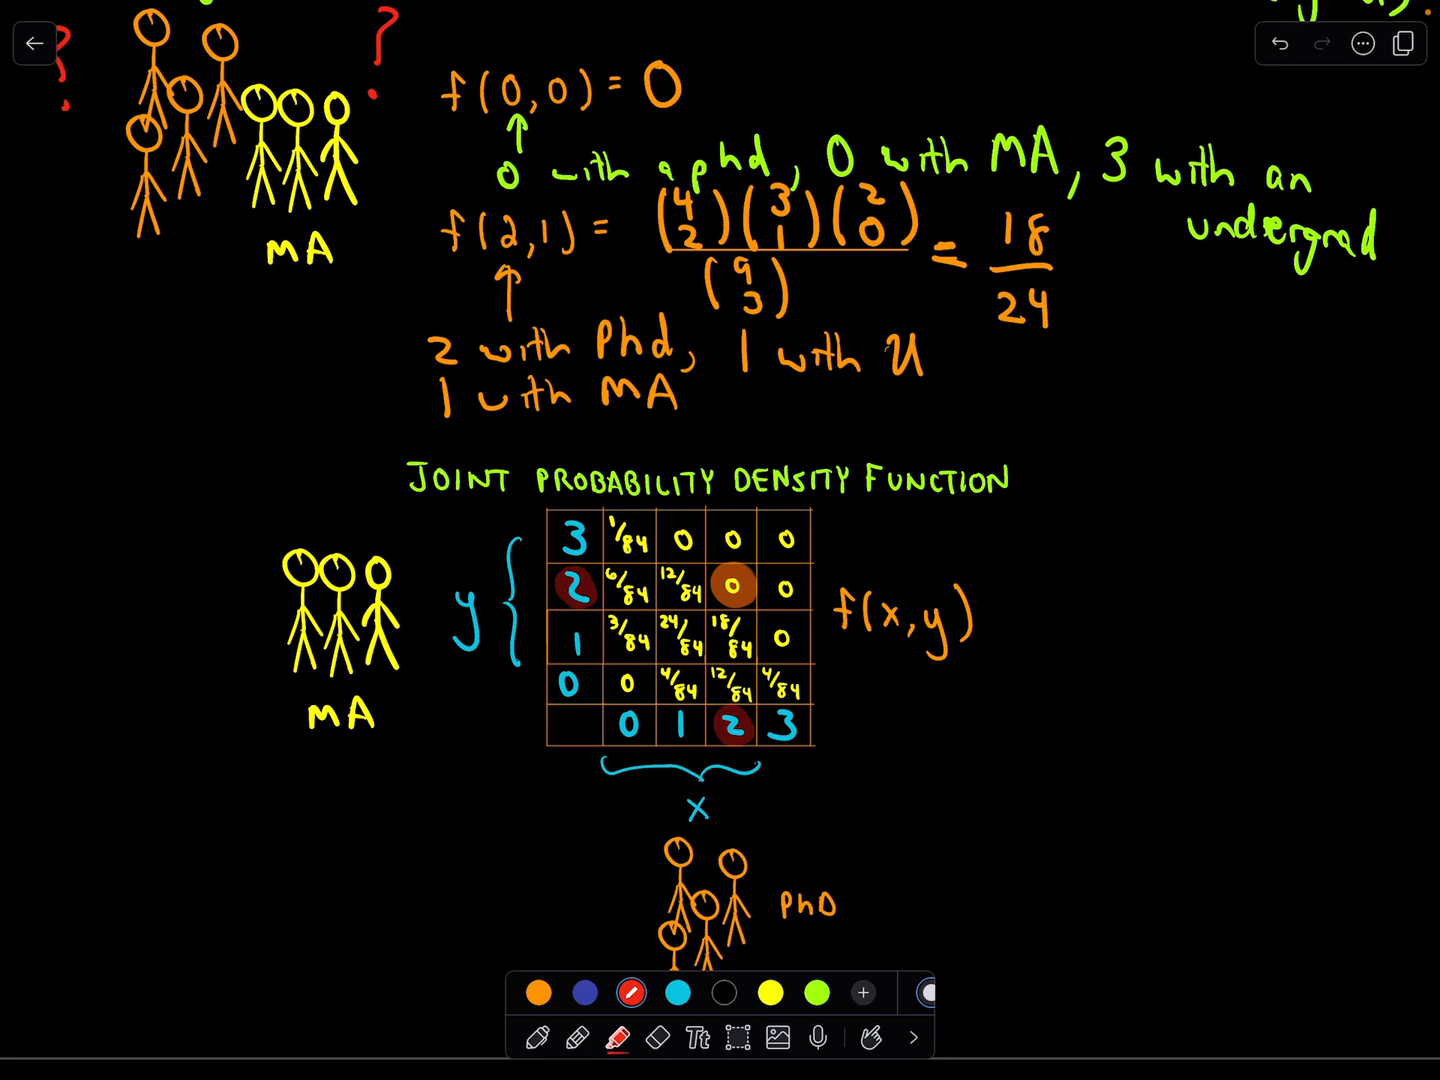 ? ?
f(0,0) = 0
0 with a phd, 0 with MA, 3 with an
undergrad
MA
f(2,1) = (4 2)(3 1)(2 0) / (9 3) = 18/24
2 with Phd, 1 with U
1 with MA
JOINT PROBABILITY DENSITY FUNCTION
3 1/84 0 0 0
2 6/84 12/84 0 0
y 1 3/84 24/84 18/84 0 f(x,y)
0 0 4/84 12/84 4/84
0 1 2 3
MA
x
PhD
Tt